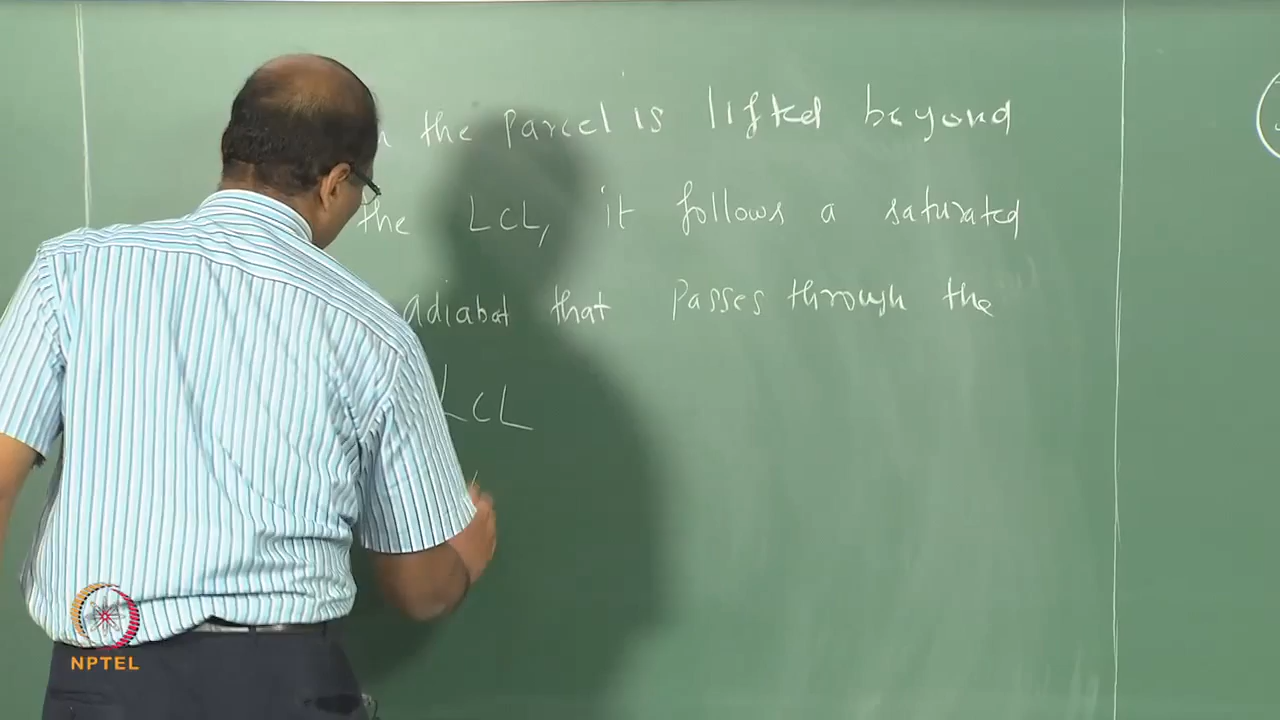 the parcel is lifted beyond
the LCL, it follows a saturated
adiabat that passes through the
LCL
NPTEL